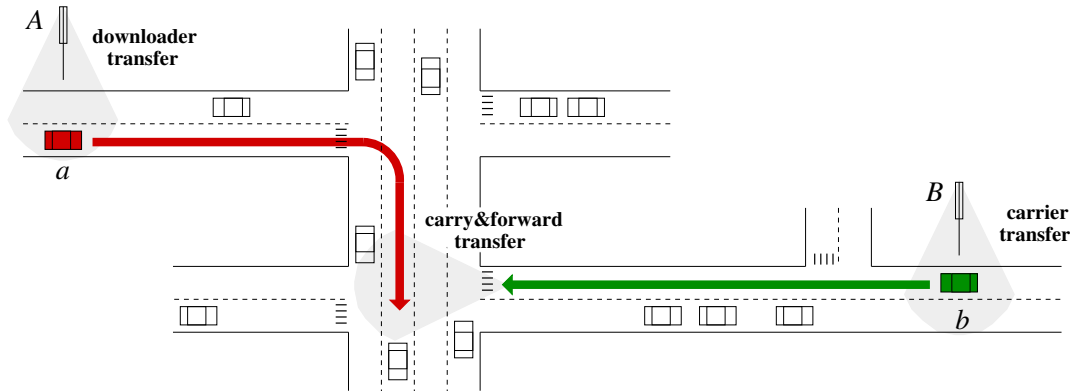 A
downloader
transfer
a
carry&forward
transfer
B
carrier
transfer
b